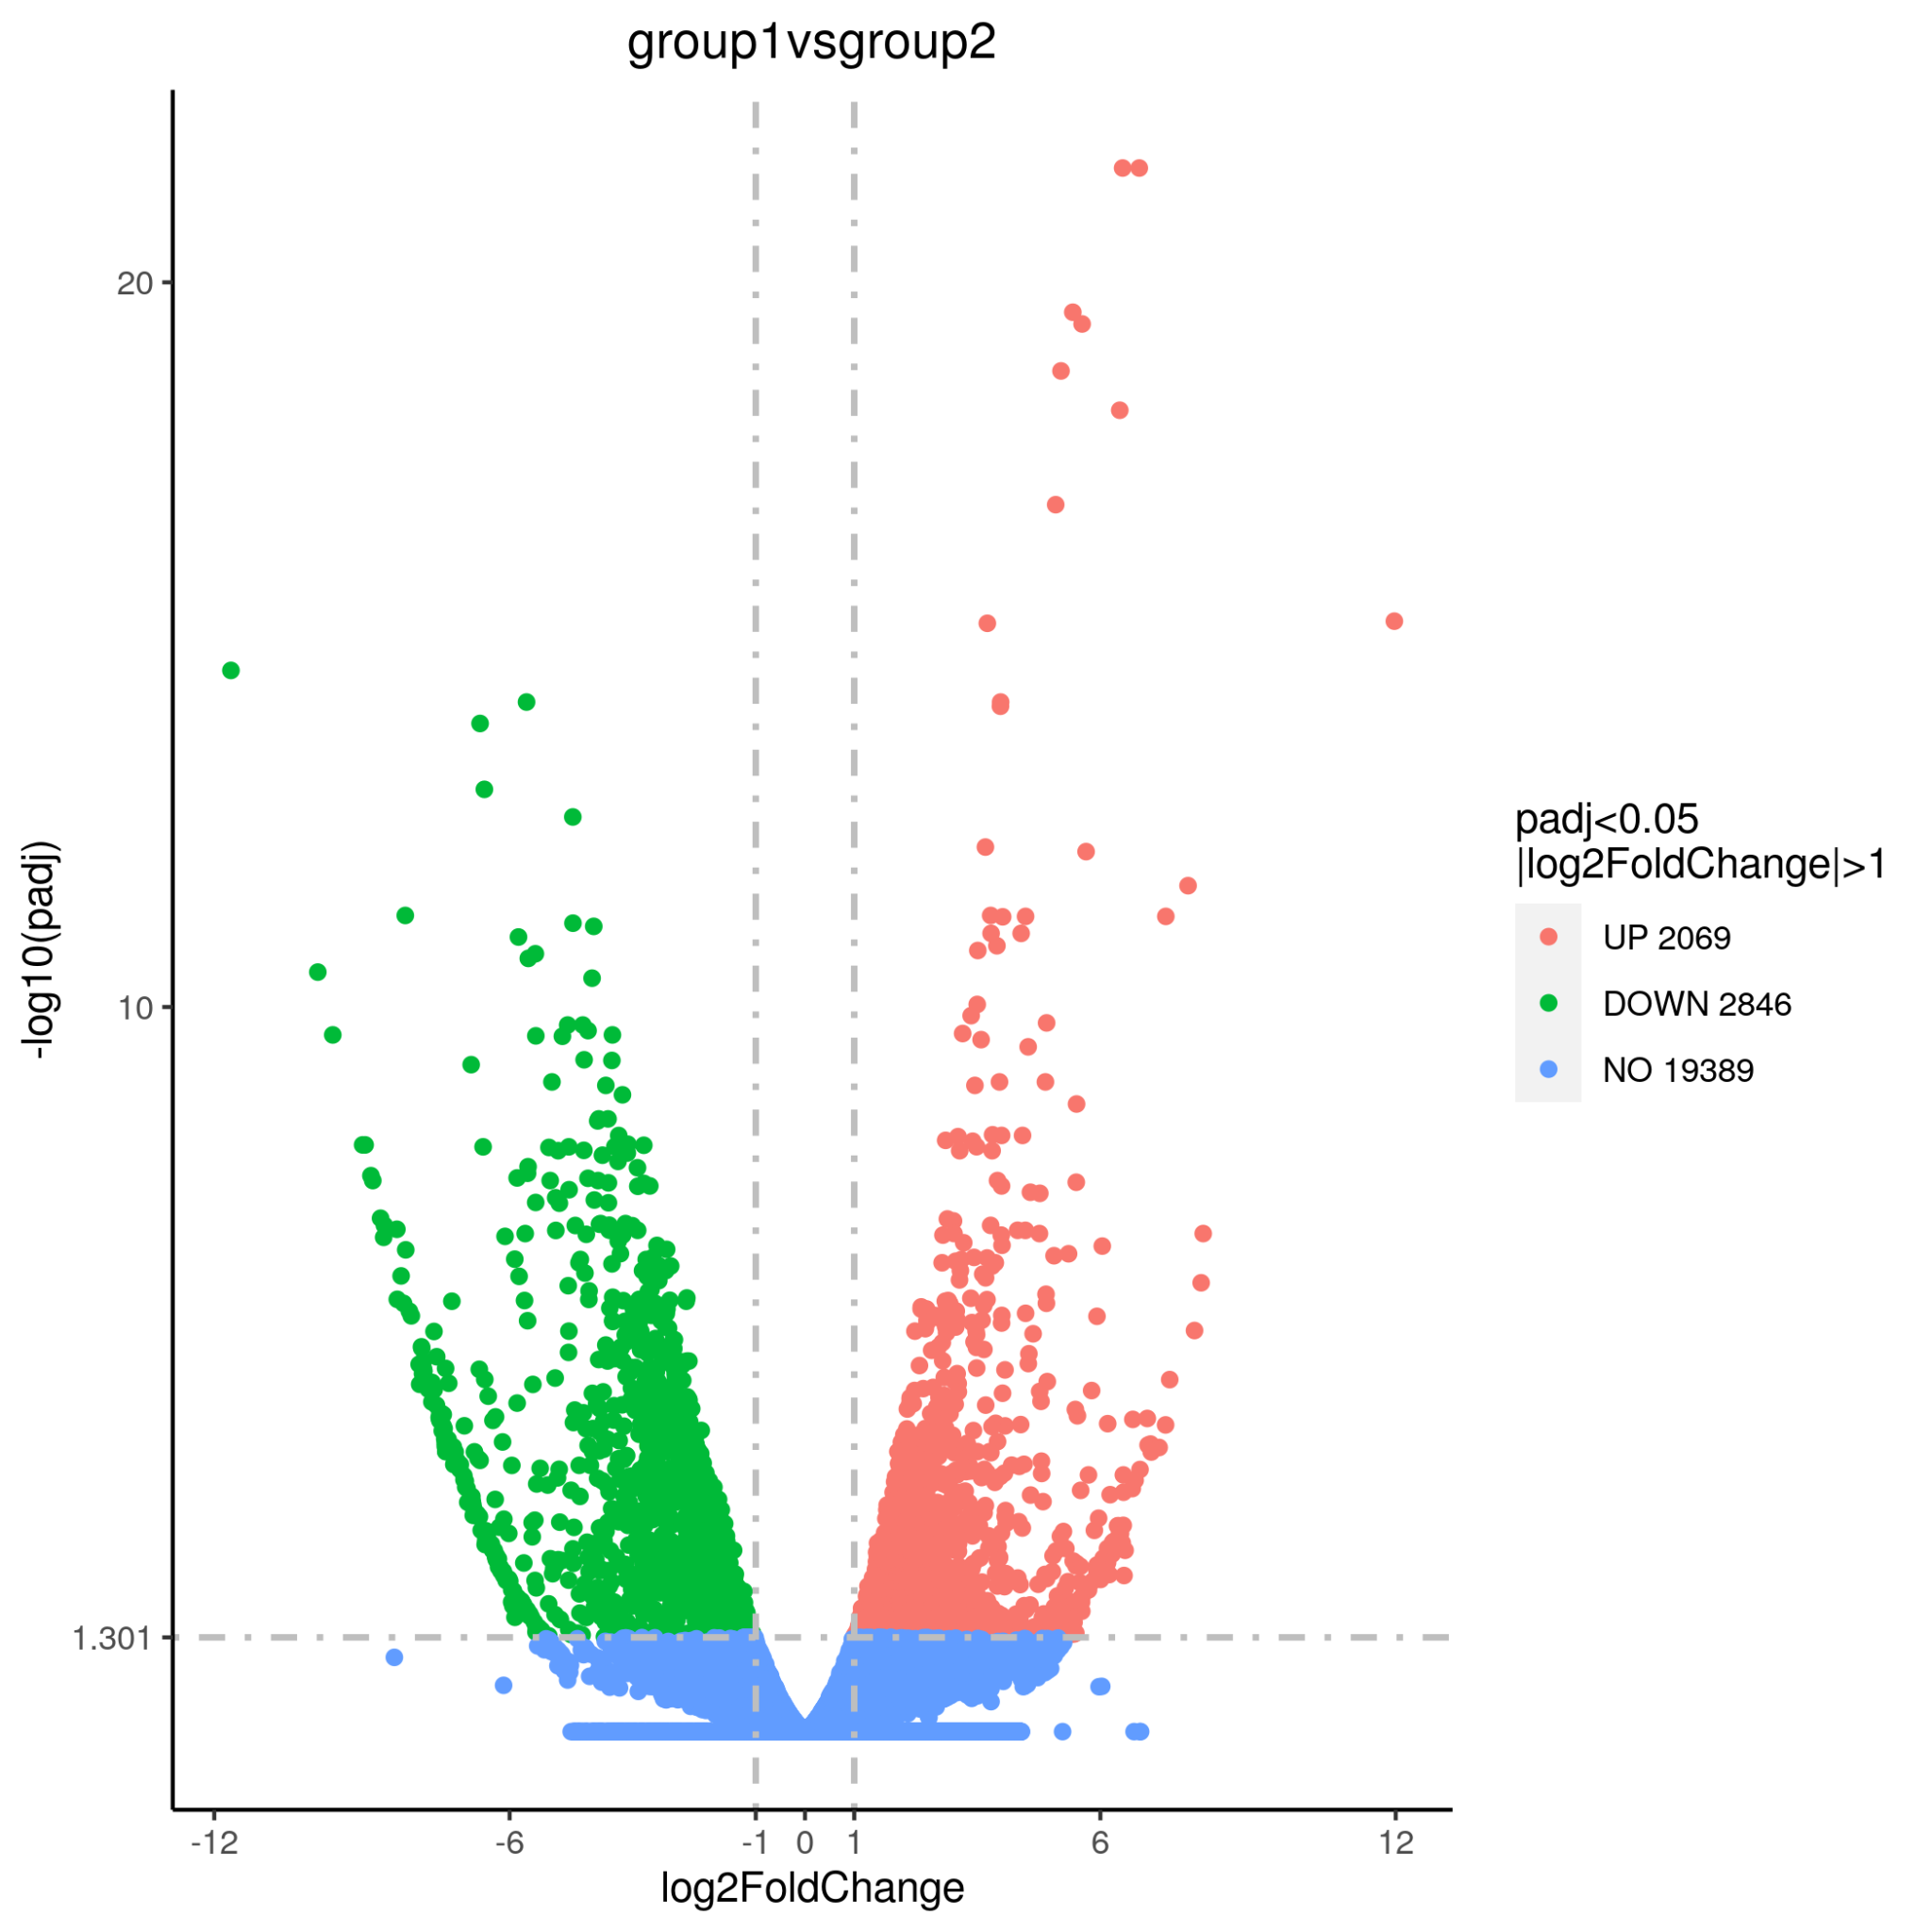 group1vsgroup2
20
10
1.301
-log10(padj)
padj<0.05
|log2FoldChange|>1
UP 2069
DOWN 2846
NO 19389
-12 -6 -1 0 1 6 12
log2FoldChange